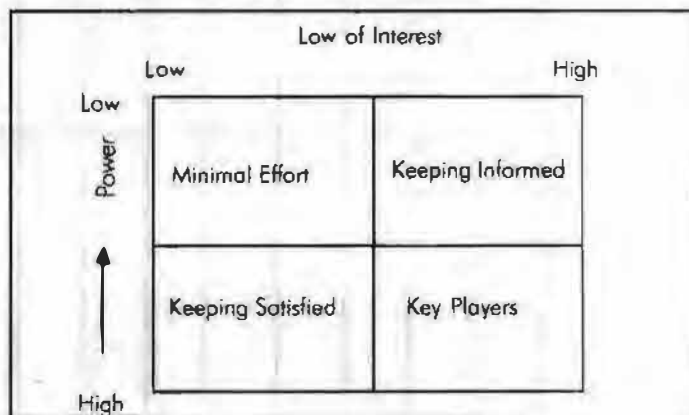 Low of Interest
Low High
Low
Power
Minimal Effort Keeping Informed
Keeping Satisfied Key Players
High